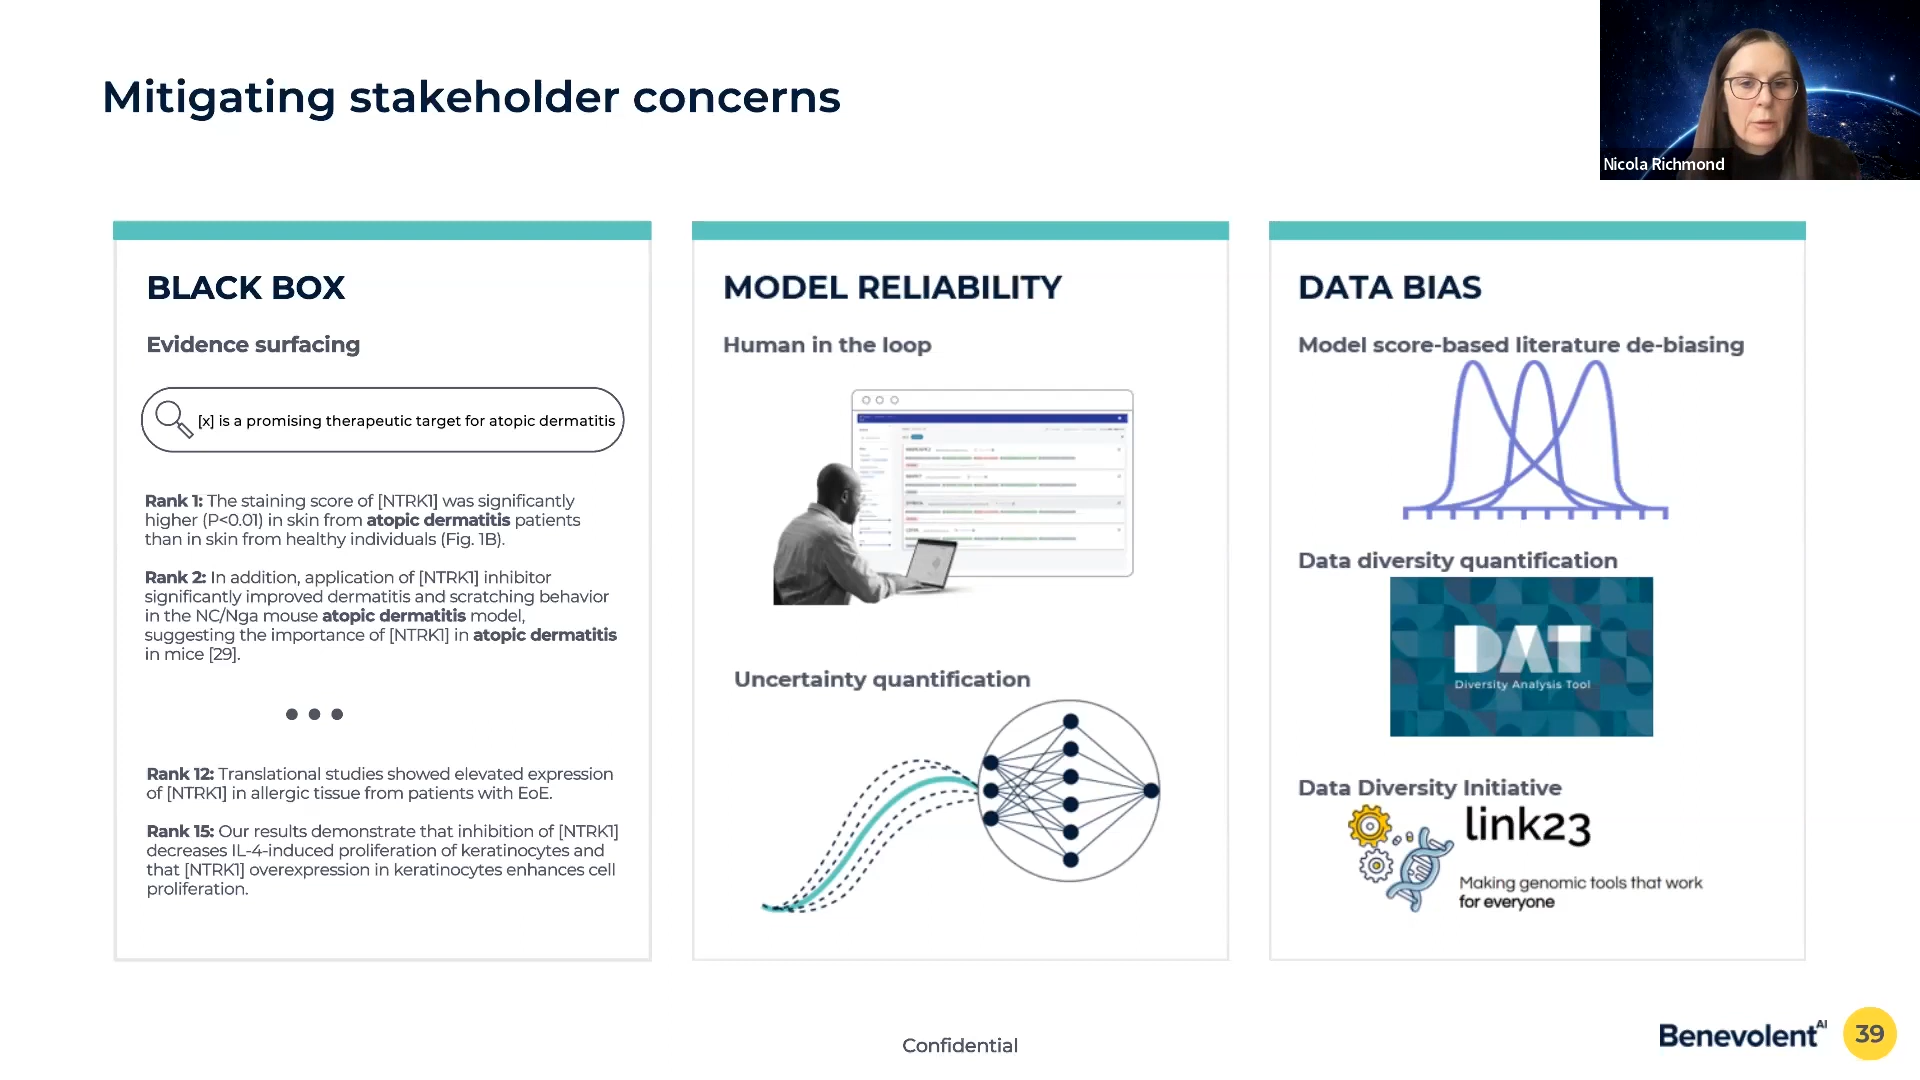 Mitigating stakeholder concerns
Nicola Richmond
BLACK BOX
Evidence surfacing
[x] is a promising therapeutic target for atopic dermatitis
Rank 1: The staining score of [NTRK1] was significantly
higher (P<0.01) in skin from atopic dermatitis patients
than in skin from healthy individuals (Fig. 1B).
Rank 2: In addition, application of [NTRK1] inhibitor
significantly improved dermatitis and scratching behavior
in the NC/Nga mouse atopic dermatitis model,
suggesting the importance of [NTRK1] in atopic dermatitis
in mice [29].
Rank 12: Translational studies showed elevated expression
of [NTRK1] in allergic tissue from patients with EoE.
Rank 15: Our results demonstrate that inhibition of [NTRK1]
decreases IL-4-induced proliferation of keratinocytes and
that [NTRK1] overexpression in keratinocytes enhances cell
proliferation.
MODEL RELIABILITY
Human in the loop
Uncertainty quantification
DATA BIAS
Model score-based literature de-biasing
Data diversity quantification
DAT
Diversity Analysis Tool
Data Diversity Initiative
link23
Making genomic tools that work
for everyone
Confidential
Benevolent AI
39